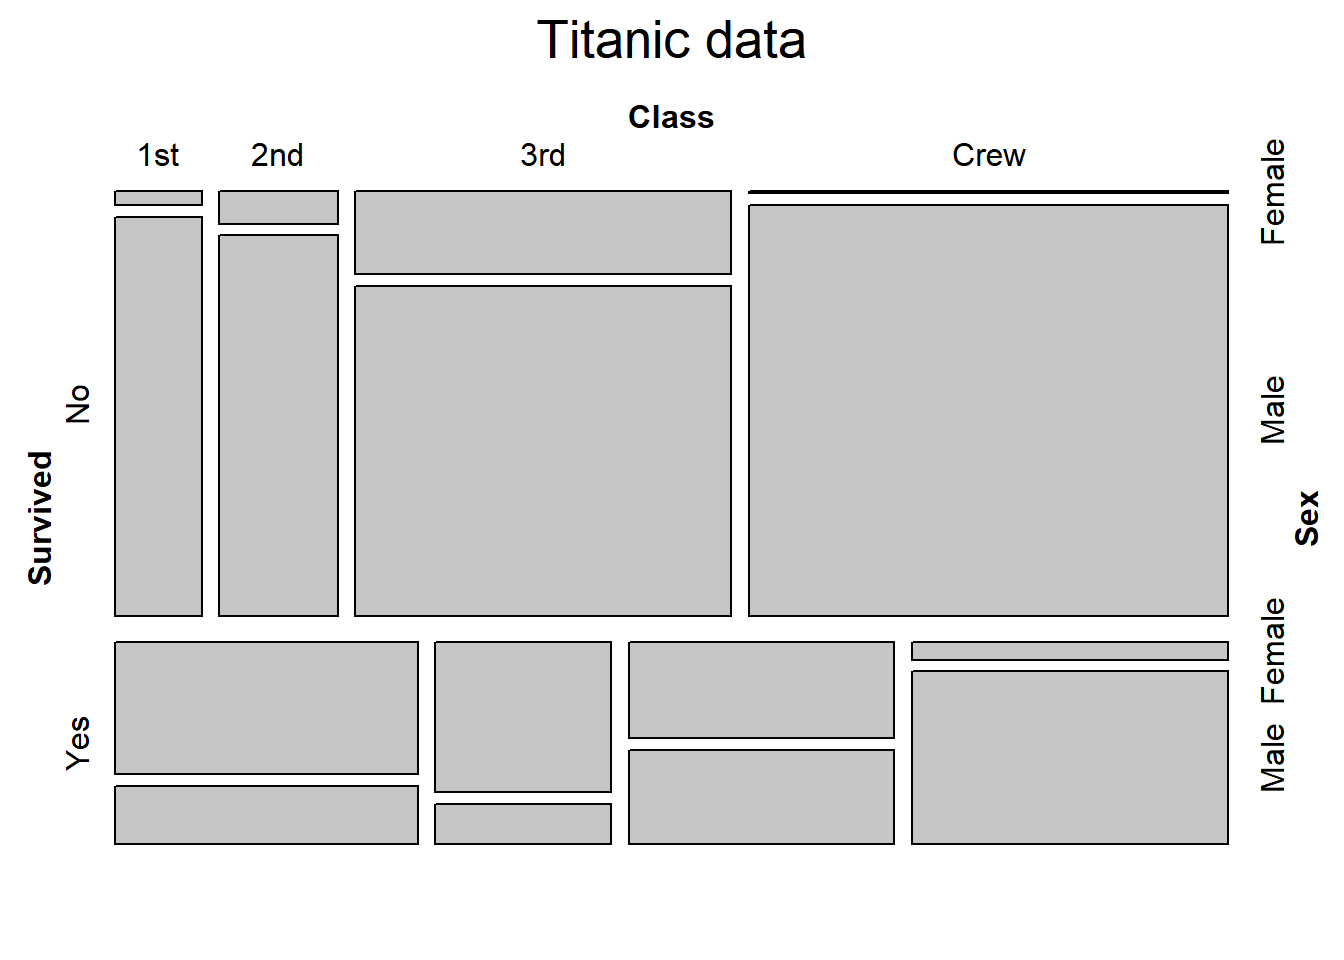 Titanic data
Class
1st 2nd 3rd Crew
Survived
No
Yes
Female
Male
Female
Male
Sex